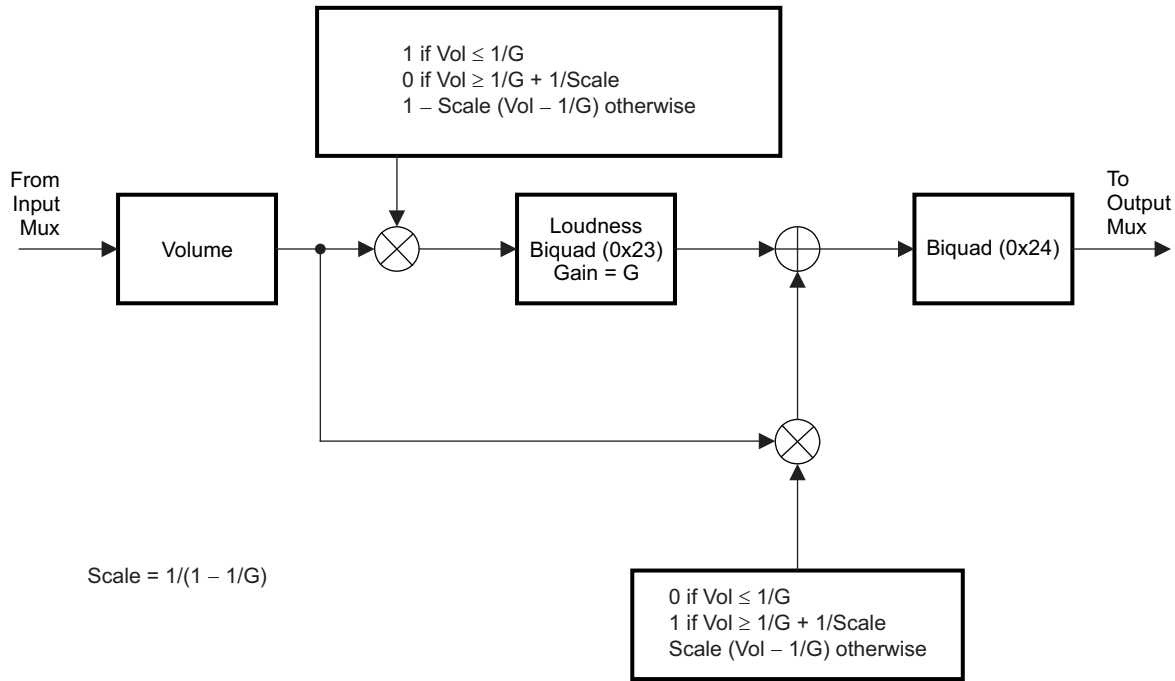 1 if Vol ≤ 1/G
0 if Vol ≥ 1/G + 1/Scale
1 – Scale (Vol – 1/G) otherwise
From
Input
Mux
Volume
Loudness
Biquad (0x23)
Gain = G
Biquad (0x24)
To
Output
Mux
Scale = 1/(1 – 1/G)
0 if Vol ≤ 1/G
1 if Vol ≥ 1/G + 1/Scale
Scale (Vol – 1/G) otherwise